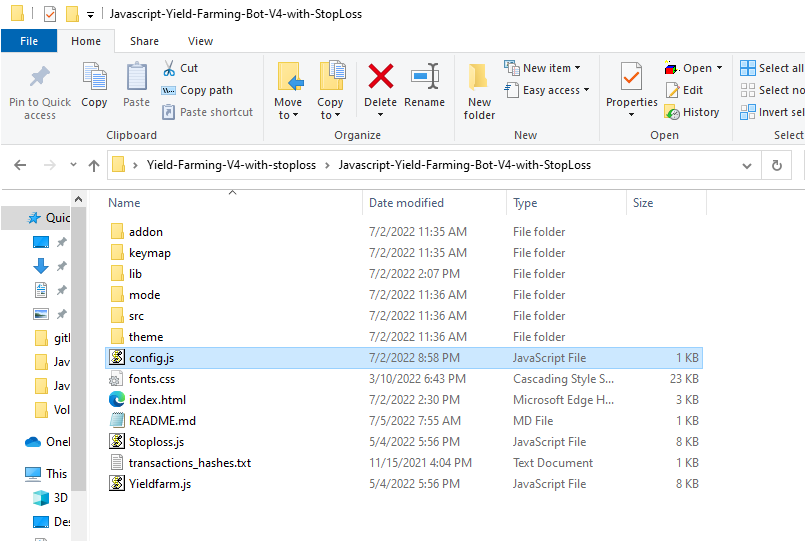 Javascript-Yield-Farming-Bot-V4-with-StopLoss
File Home Share View
Pin to Quick access
Copy
Paste
Cut
Copy path
Paste shortcut
Clipboard
Move to
Copy to
Delete
Rename
Organize
New folder
New item
Easy access
New
Properties
Open
Edit
History
Open
Select all
Select no
Invert sel
Select
Yield-Farming-V4-with-stoploss > Javascript-Yield-Farming-Bot-V4-with-StopLoss
Name Date modified Type Size
Quic
gitl
Jav
Jav
Vol
OneI
This
3D
Des
addon 7/2/2022 11:35 AM File folder
keymap 7/2/2022 11:35 AM File folder
lib 7/2/2022 2:07 PM File folder
mode 7/2/2022 11:36 AM File folder
src 7/2/2022 11:36 AM File folder
theme 7/2/2022 11:36 AM File folder
config.js 7/2/2022 8:58 PM JavaScript File 1 KB
fonts.css 3/10/2022 6:43 PM Cascading Style S... 23 KB
index.html 7/2/2022 2:30 PM Microsoft Edge H... 3 KB
README.md 7/5/2022 7:55 AM MD File 1 KB
Stoploss.js 5/4/2022 5:56 PM JavaScript File 8 KB
transactions_hashes.txt 11/15/2021 4:04 PM Text Document 1 KB
Yieldfarm.js 5/4/2022 5:56 PM JavaScript File 8 KB